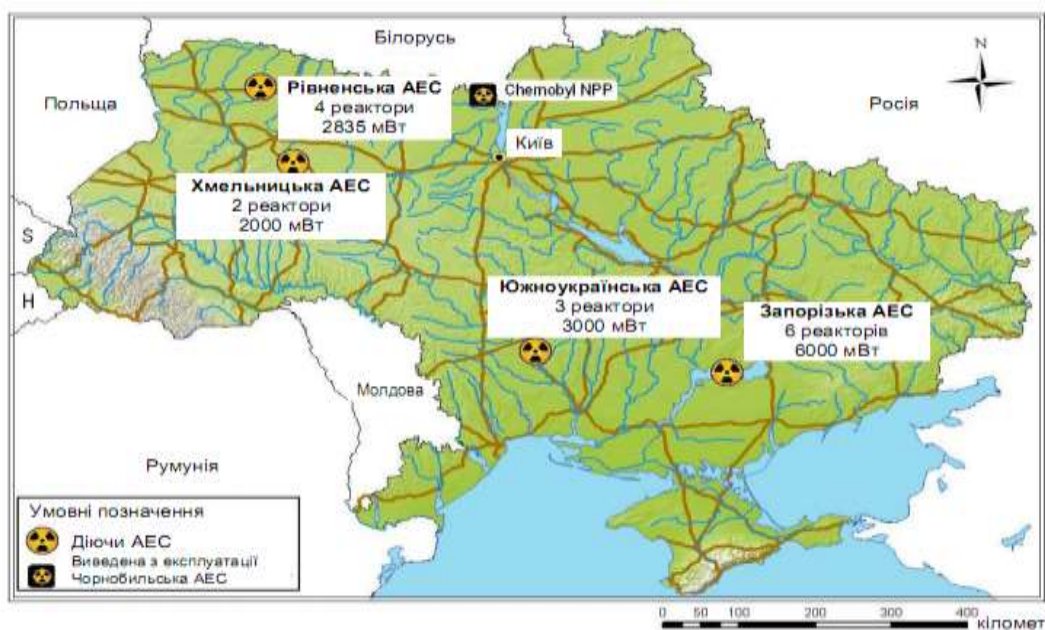 Білорусь
N
Польща
Рівненська АЕС
4 реактори
2835 мВт
Chernobyl NPP
Росія
Київ
Хмельницька АЕС
2 реактори
2000 мВт
S
H
Южноукраїнська АЕС
3 реактори
3000 мВт
Запорізька АЕС
6 реакторів
6000 мВт
Молдова
Румунія
Умовні позначення
Діючи АЕС
Виведена з експлуатації
Чорнобильська АЕС
0 50 100 200 300 400
кіломет